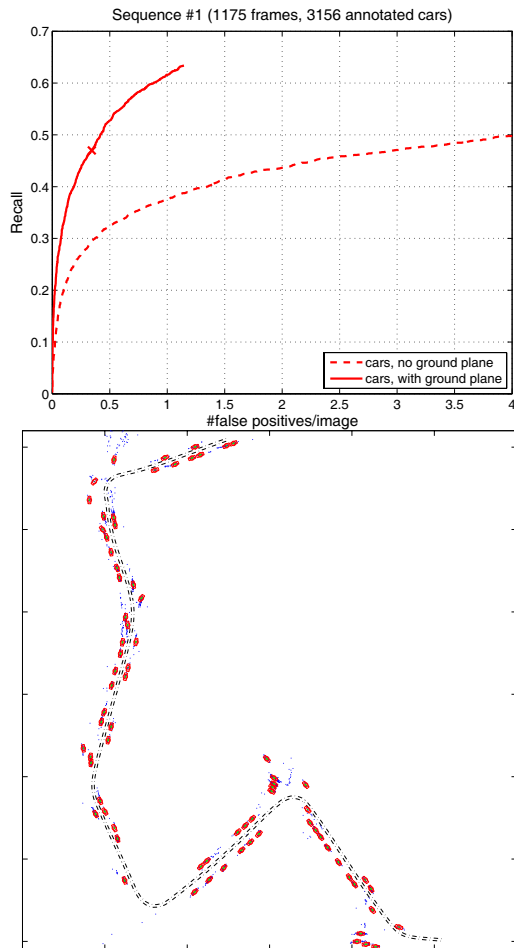 Sequence #1 (1175 frames, 3156 annotated cars)
0.7
0.6
0.5
0.4
0.3
0.2
0.1
0
Recall
cars, no ground plane
cars, with ground plane
0 0.5 1 1.5 2 2.5 3 3.5 4
#false positives/image